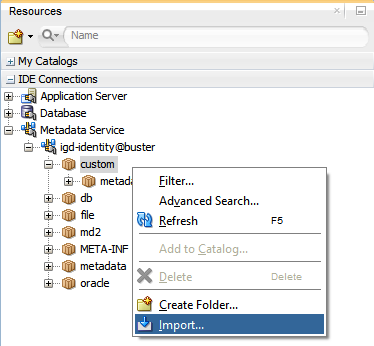 Resources
Name
My Catalogs
IDE Connections
Application Server
Database
Metadata Service
igd-identity@buster
custom
metada
db
file
md2
META-INF
metadata
oracle
Filter...
Advanced Search...
Refresh F5
Add to Catalog...
Delete Delete
Create Folder...
Import...